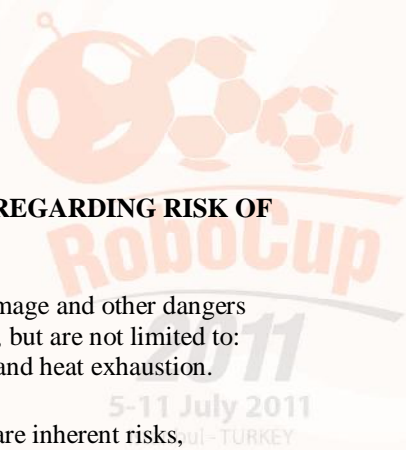 REGARDING RISK OF
RoboCup
mage and other dangers
, but are not limited to:
2011
and heat exhaustion.
5-11 July 2011
are inherent risks,
bul - TURKEY